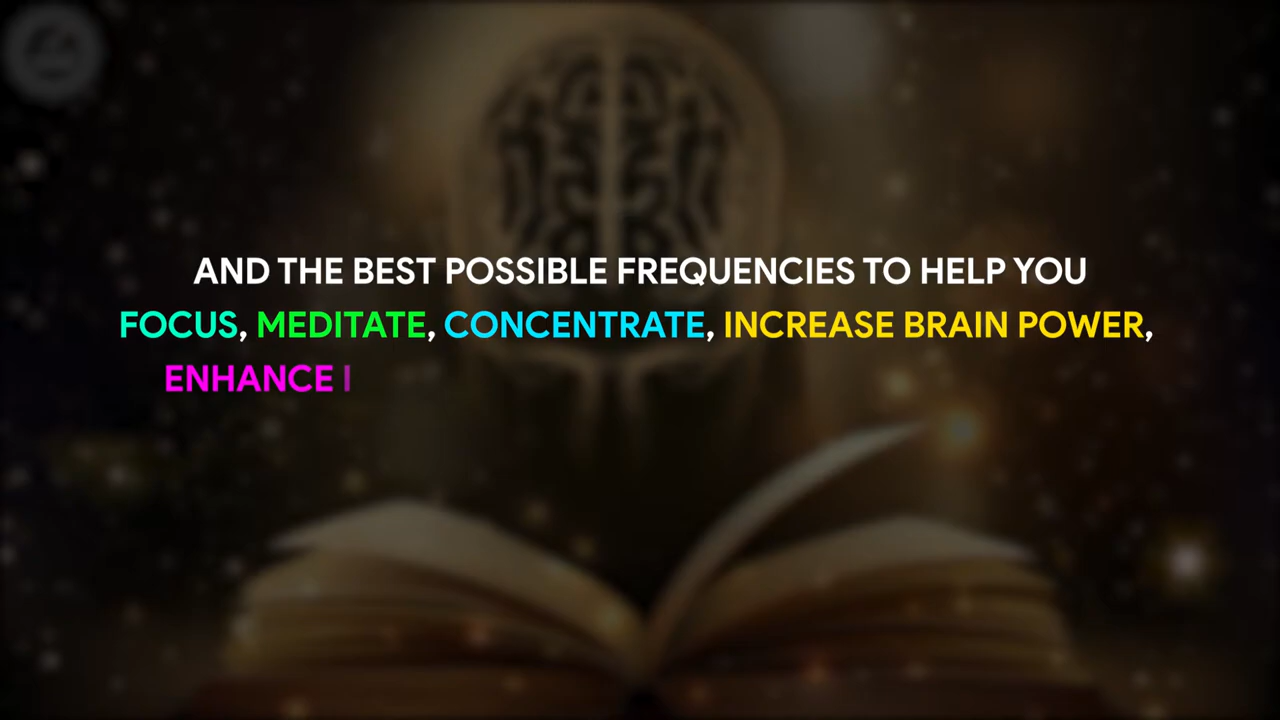 AND THE BEST POSSIBLE FREQUENCIES TO HELP YOU
FOCUS, MEDITATE, CONCENTRATE, INCREASE BRAIN POWER,
ENHANCE I